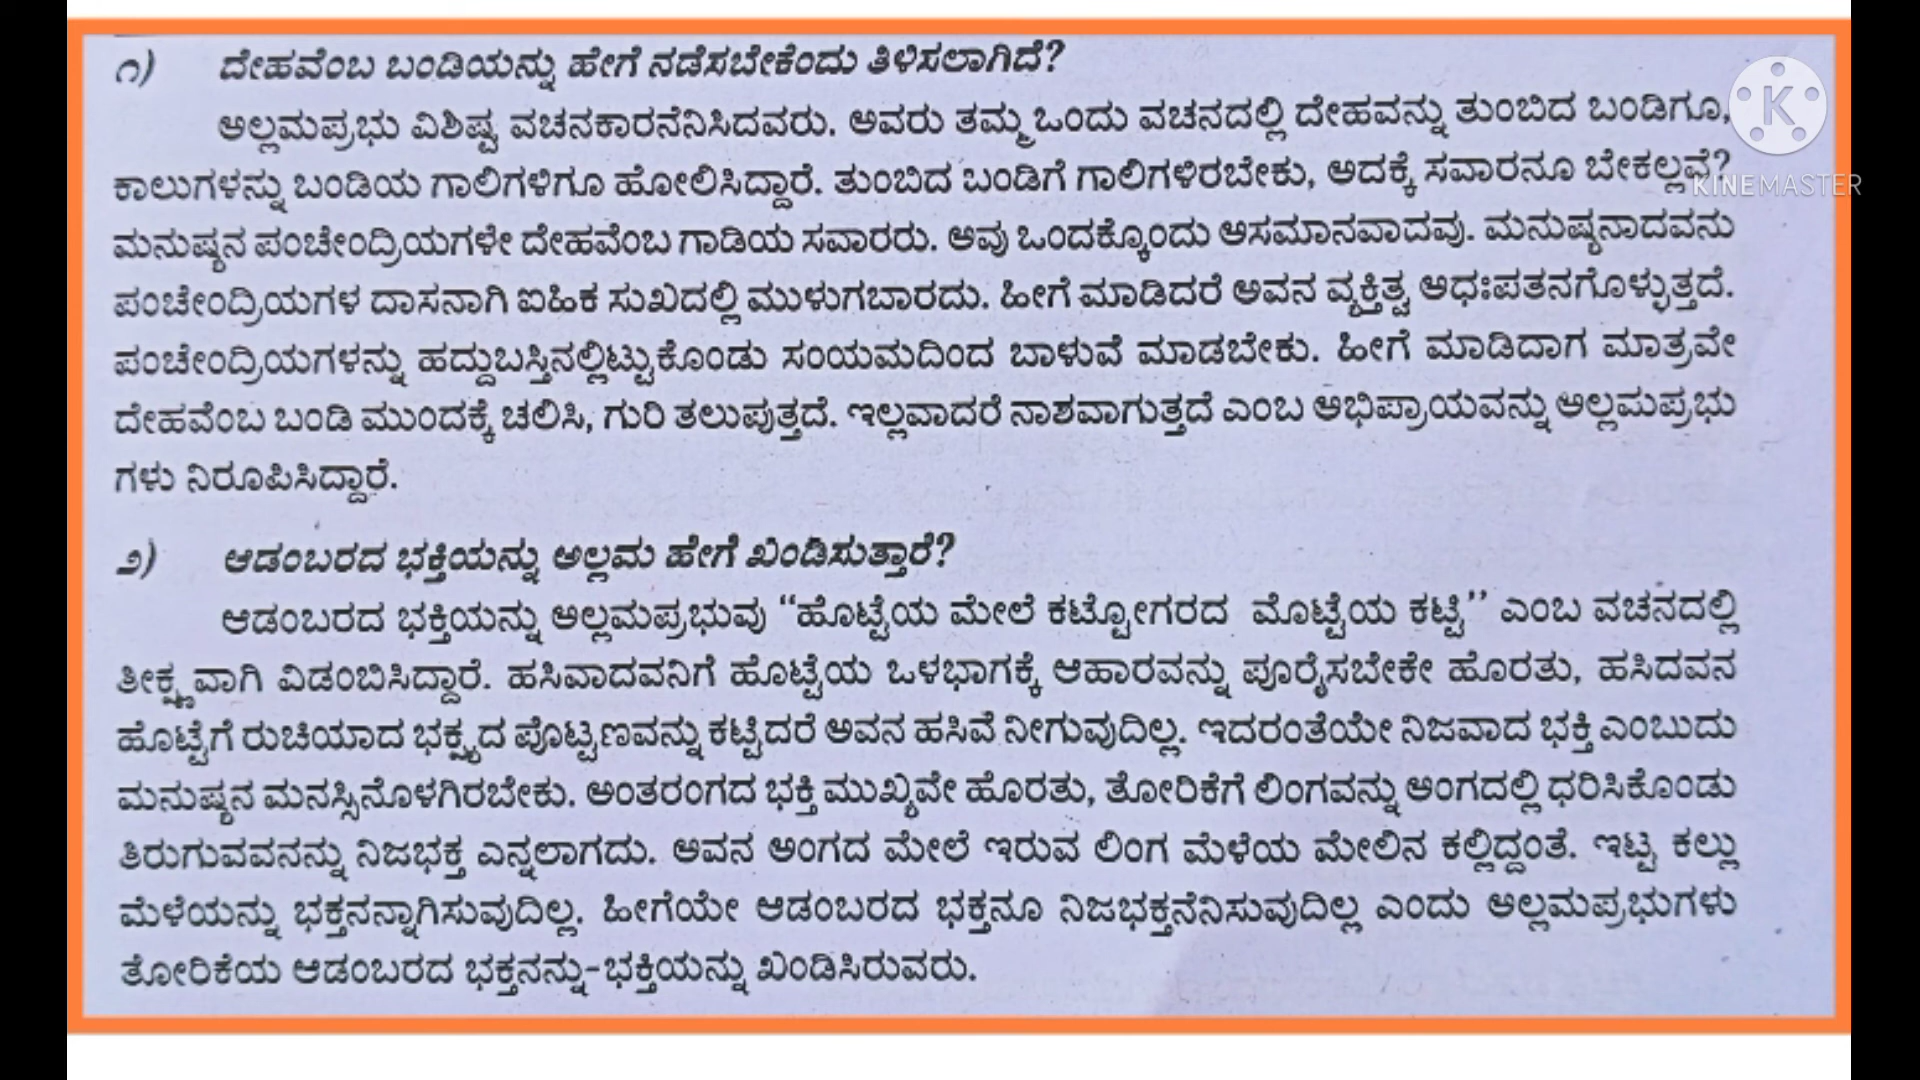 ೧) ದೇಹವೆಂಬ ಬಂಡಿಯನ್ನು ಹೇಗೆ ನಡೆಸಬೇಕೆಂದು ತಿಳಿಸಲಾಗಿದೆ?
ಅಲ್ಲಮಪ್ರಭು ವಿಶಿಷ್ಟ ವಚನಕಾರನೆನಿಸಿದವರು. ಅವರು ತಮ್ಮ ಒಂದು ವಚನದಲ್ಲಿ ದೇಹವನ್ನು ತುಂಬಿದ ಬಂಡಿಗೂ,
ಕಾಲುಗಳನ್ನು ಬಂಡಿಯ ಗಾಲಿಗಳಿಗೂ ಹೋಲಿಸಿದ್ದಾರೆ. ತುಂಬಿದ ಬಂಡಿಗೆ ಗಾಲಿಗಳಿರಬೇಕು, ಅದಕ್ಕೆ ಸವಾರನೂ ಬೇಕಲ್ಲವೆ?
KINEMASTER
ಮನುಷ್ಯನ ಪಂಚೇಂದ್ರಿಯಗಳೇ ದೇಹವೆಂಬ ಗಾಡಿಯ ಸವಾರರು. ಅವು ಒಂದಕ್ಕೊಂದು ಅಸಮಾನವಾದವು. ಮನುಷ್ಯನಾದವನು
ಪಂಚೇಂದ್ರಿಯಗಳ ದಾಸನಾಗಿ ಐಹಿಕ ಸುಖದಲ್ಲಿ ಮುಳುಗಬಾರದು. ಹೀಗೆ ಮಾಡಿದರೆ ಅವನ ವ್ಯಕ್ತಿತ್ವ ಅಧಃಪತನಗೊಳ್ಳುತ್ತದೆ.
ಪಂಚೇಂದ್ರಿಯಗಳನ್ನು ಹದ್ದುಬಸ್ತಿನಲ್ಲಿಟ್ಟುಕೊಂಡು ಸಂಯಮದಿಂದ ಬಾಳುವೆ ಮಾಡಬೇಕು. ಹೀಗೆ ಮಾಡಿದಾಗ ಮಾತ್ರವೇ
ದೇಹವೆಂಬ ಬಂಡಿ ಮುಂದಕ್ಕೆ ಚಲಿಸಿ, ಗುರಿ ತಲುಪುತ್ತದೆ. ಇಲ್ಲವಾದರೆ ನಾಶವಾಗುತ್ತದೆ ಎಂಬ ಅಭಿಪ್ರಾಯವನ್ನು ಅಲ್ಲಮಪ್ರಭು
ಗಳು ನಿರೂಪಿಸಿದ್ದಾರೆ.
೨) ಆಡಂಬರದ ಭಕ್ತಿಯನ್ನು ಅಲ್ಲಮ ಹೇಗೆ ಖಂಡಿಸುತ್ತಾರೆ?
ಆಡಂಬರದ ಭಕ್ತಿಯನ್ನು ಅಲ್ಲಮಪ್ರಭುವು “ಹೊಟ್ಟೆಯ ಮೇಲೆ ಕಟ್ಟೋಗರದ ಮೊಟ್ಟೆಯ ಕಟ್ಟಿ” ಎಂಬ ವಚನದಲ್ಲಿ
ತೀಕ್ಷ್ಣವಾಗಿ ವಿಡಂಬಿಸಿದ್ದಾರೆ. ಹಸಿವಾದವನಿಗೆ ಹೊಟ್ಟೆಯ ಒಳಭಾಗಕ್ಕೆ ಆಹಾರವನ್ನು ಪೂರೈಸಬೇಕೇ ಹೊರತು, ಹಸಿದವನ
ಹೊಟ್ಟೆಗೆ ರುಚಿಯಾದ ಭಕ್ಷ್ಯದ ಪೊಟ್ಟಣವನ್ನು ಕಟ್ಟಿದರೆ ಅವನ ಹಸಿವೆ ನೀಗುವುದಿಲ್ಲ. ಇದರಂತೆಯೇ ನಿಜವಾದ ಭಕ್ತಿ ಎಂಬುದು
ಮನುಷ್ಯನ ಮನಸ್ಸಿನೊಳಗಿರಬೇಕು. ಅಂತರಂಗದ ಭಕ್ತಿ ಮುಖ್ಯವೇ ಹೊರತು, ತೋರಿಕೆಗೆ ಲಿಂಗವನ್ನು ಅಂಗದಲ್ಲಿ ಧರಿಸಿಕೊಂಡು
ತಿರುಗುವವನನ್ನು ನಿಜಭಕ್ತ ಎನ್ನಲಾಗದು. ಅವನ ಅಂಗದ ಮೇಲೆ ಇರುವ ಲಿಂಗ ಮೆಳೆಯ ಮೇಲಿನ ಕಲ್ಲಿದ್ದಂತೆ. ಇಟ್ಟ ಕಲ್ಲು
ಮೆಳೆಯನ್ನು ಭಕ್ತನನ್ನಾಗಿಸುವುದಿಲ್ಲ. ಹೀಗೆಯೇ ಆಡಂಬರದ ಭಕ್ತನೂ ನಿಜಭಕ್ತನೆನಿಸುವುದಿಲ್ಲ ಎಂದು ಅಲ್ಲಮಪ್ರಭುಗಳು
ತೋರಿಕೆಯ ಆಡಂಬರದ ಭಕ್ತನನ್ನು-ಭಕ್ತಿಯನ್ನು ಖಂಡಿಸಿರುವರು.